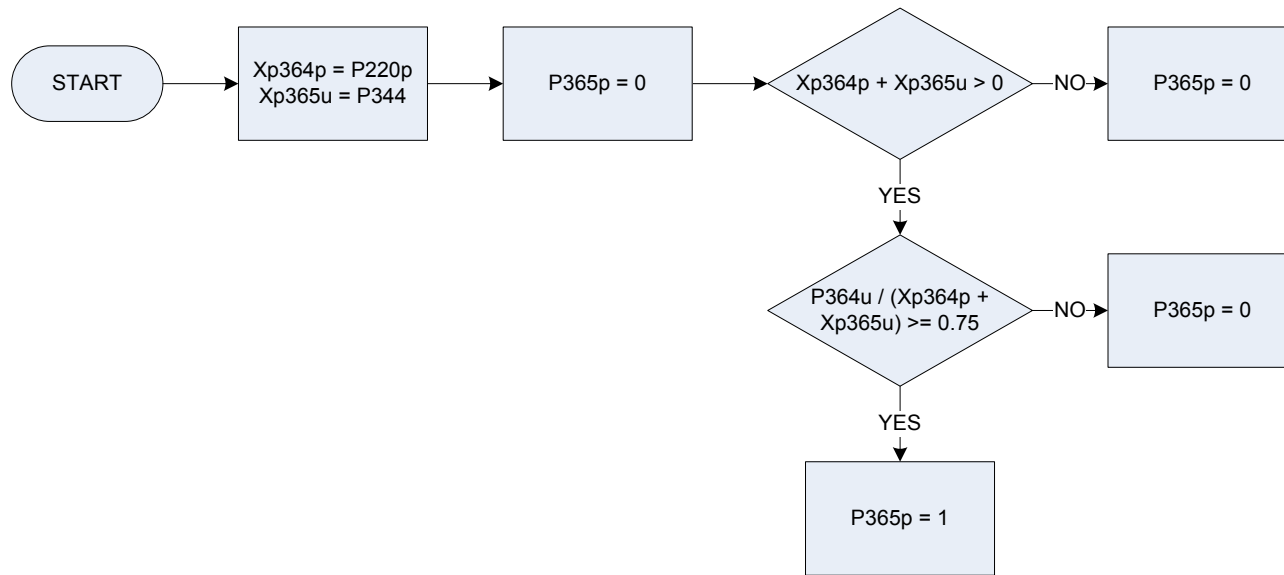 START
Xp364p = P220p
Xp365u = P344
P365p = 0
Xp364p + Xp365u > 0
NO
P365p = 0
YES
P364u / (Xp364p +
Xp365u) >= 0.75
NO
P365p = 0
YES
P365p = 1